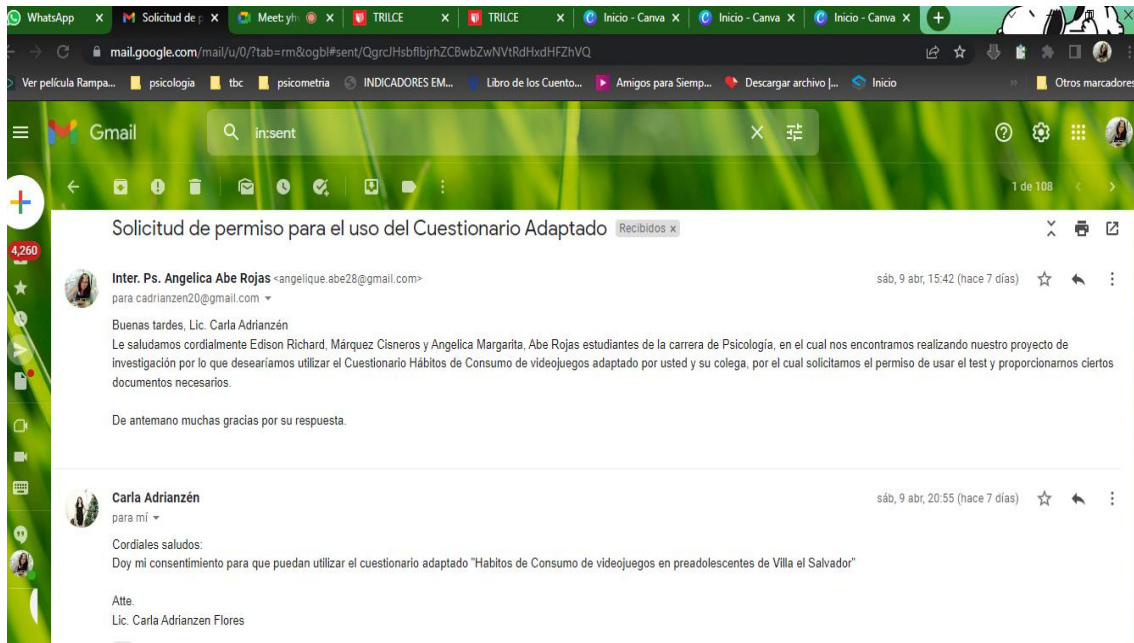 WhatsApp
Solicitud de p
Meet: yh
TRILCE
TRILCE
Inicio - Canva
Inicio - Canva
Inicio - Canva
mail.google.com/mail/u/0/?tab=rm&ogbl#sent/QgrcJHsbflbjrhZCBwbZwNVtRdHxdHFZhVQ
Ver película Rampa...
psicologia
tbc
psicometria
INDICADORES EM...
Libro de los Cuento...
Amigos para Siemp...
Descargar archivo |...
Inicio
Otros marcadores
Gmail
in:sent
1 de 108
4,260
Solicitud de permiso para el uso del Cuestionario Adaptado Recibidos x
Inter. Ps. Angelica Abe Rojas <angelique.abe28@gmail.com> sáb, 9 abr, 15:42 (hace 7 días)
para cadrianzen20@gmail.com
Buenas tardes, Lic. Carla Adrianzén
Le saludamos cordialmente Edison Richard, Márquez Cisneros y Angelica Margarita, Abe Rojas estudiantes de la carrera de Psicología, en el cual nos encontramos realizando nuestro proyecto de
investigación por lo que desearíamos utilizar el Cuestionario Hábitos de Consumo de videojuegos adaptado por usted y su colega, por el cual solicitamos el permiso de usar el test y proporcionarnos ciertos
documentos necesarios.
De antemano muchas gracias por su respuesta.
Carla Adrianzén sáb, 9 abr, 20:55 (hace 7 días)
para mí
Cordiales saludos:
Doy mi consentimiento para que puedan utilizar el cuestionario adaptado "Habitos de Consumo de videojuegos en preadolescentes de Villa el Salvador"
Atte.
Lic. Carla Adrianzen Flores